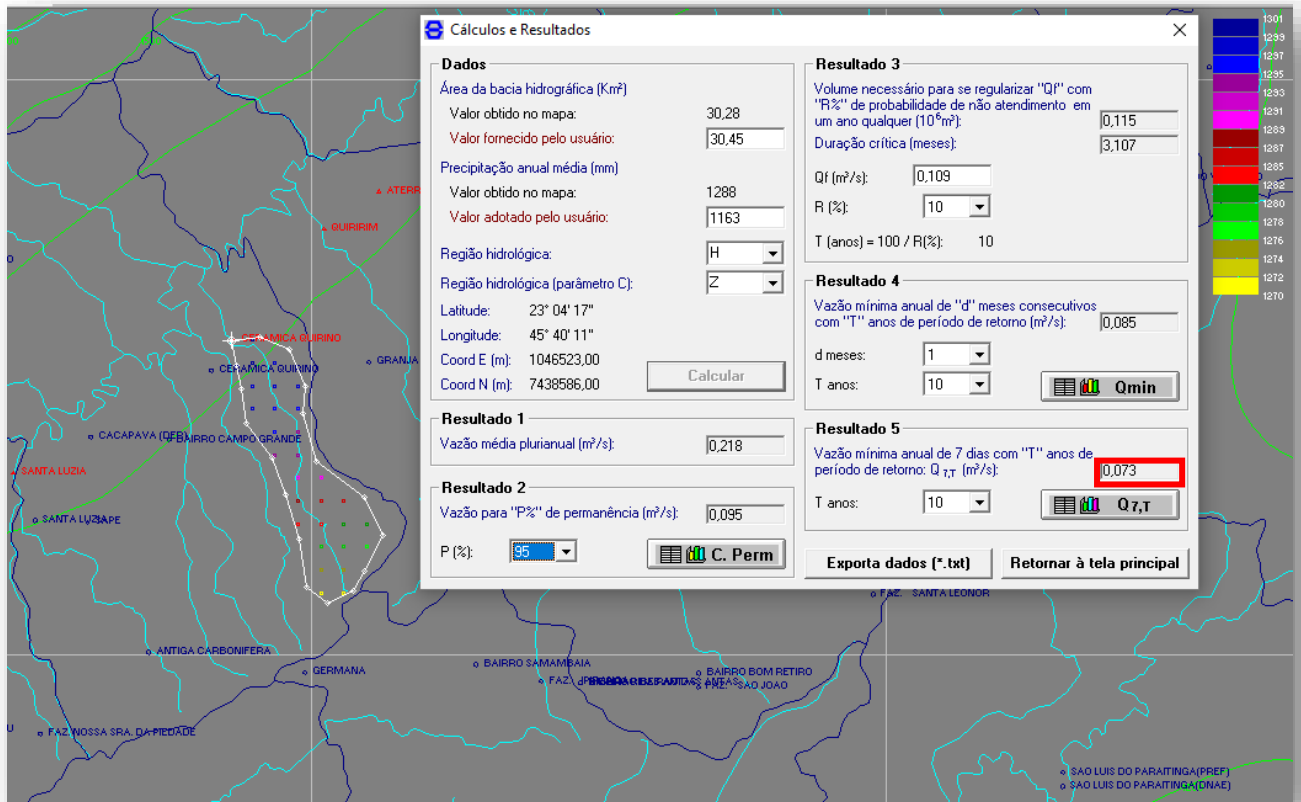 Cálculos e Resultados
Dados
Área da bacia hidrográfica (Km²)
Valor obtido no mapa: 30,28
Valor fornecido pelo usuário: 30,45
Precipitação anual média (mm)
Valor obtido no mapa: 1288
Valor adotado pelo usuário: 1163
Região hidrológica: H
Região hidrológica (parâmetro C): Z
Latitude: 23° 04' 17"
Longitude: 45° 40' 11"
Coord E (m): 1046523,00
Coord N (m): 7438586,00
Calcular
Resultado 1
Vazão média plurianual (m³/s): 0,218
Resultado 2
Vazão para "P%" de permanência (m³/s): 0,095
P (%): 95
C. Perm
Resultado 3
Volume necessário para se regularizar "Qf" com
"R%" de probabilidade de não atendimento em
um ano qualquer (10⁶m³): 0,115
Duração crítica (meses): 3,107
Qf (m³/s): 0,109
R (%): 10
T (anos) = 100 / R(%): 10
Resultado 4
Vazão mínima anual de "d" meses consecutivos
com "T" anos de período de retorno (m³/s): 0,085
d meses: 1
T anos: 10
Qmin
Resultado 5
Vazão mínima anual de 7 dias com "T" anos de
período de retorno: Q 7,T (m³/s): 0,073
T anos: 10
Q7,T
Exporta dados (*.txt)
Retornar à tela principal
1301
1299
1297
1295
1293
1291
1289
1287
1285
1282
1280
1278
1276
1274
1272
1270
ATERR
QUIRIRIM
CERAMICA QUIRINO
CERAMICA QUIRINO
GRANJA
CACAPAVA (DER)
BAIRRO CAMPO GRANDE
SANTA LUZIA
SANTA LUZIA
FAZ. SANTA LEONOR
ANTIGA CARBONIFERA
GERMANA
BAIRRO SAMAMBAIA
BAIRRO BOM RETIRO
FAZ.
FAZ. SAO JOAO
FAZ. NOSSA SRA. DA PIEDADE
SAO LUIS DO PARAITINGA(PREF)
SAO LUIS DO PARAITINGA(DNAE)